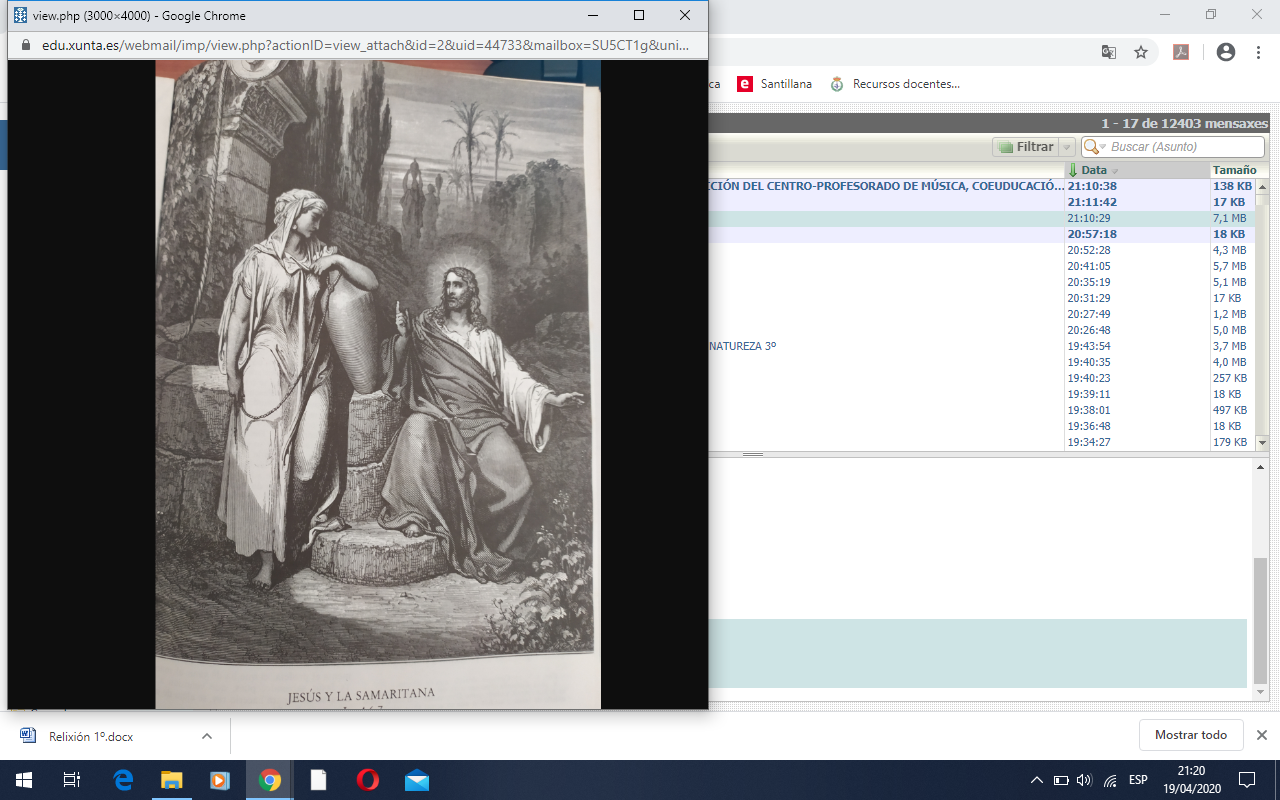 view.php (3000×4000) - Google Chrome
edu.xunta.es/webmail/imp/view.php?actionID=view_attach&id=2&uid=44733&mailbox=SU5CT1g&uni...
ca
Santillana
Recursos docentes...
1 - 17 de 12403 mensaxes
Filtrar
Buscar (Asunto)
Data
Tamaño
CIÓN DEL CENTRO-PROFESORADO DE MÚSICA, COEUDUCACIÓ... 21:10:38 138 KB
21:11:42 17 KB
21:10:29 7,1 MB
20:57:18 18 KB
20:52:28 4,3 MB
20:41:05 5,7 MB
20:35:19 5,1 MB
20:31:29 17 KB
20:27:49 1,2 MB
20:26:48 5,0 MB
NATUREZA 3º 19:43:54 3,7 MB
19:40:35 4,0 MB
19:40:23 257 KB
19:39:11 18 KB
19:38:01 497 KB
19:36:48 18 KB
19:34:27 179 KB
JESÚS Y LA SAMARITANA
Relixión 1º.docx
Mostrar todo
ESP
21:20
19/04/2020